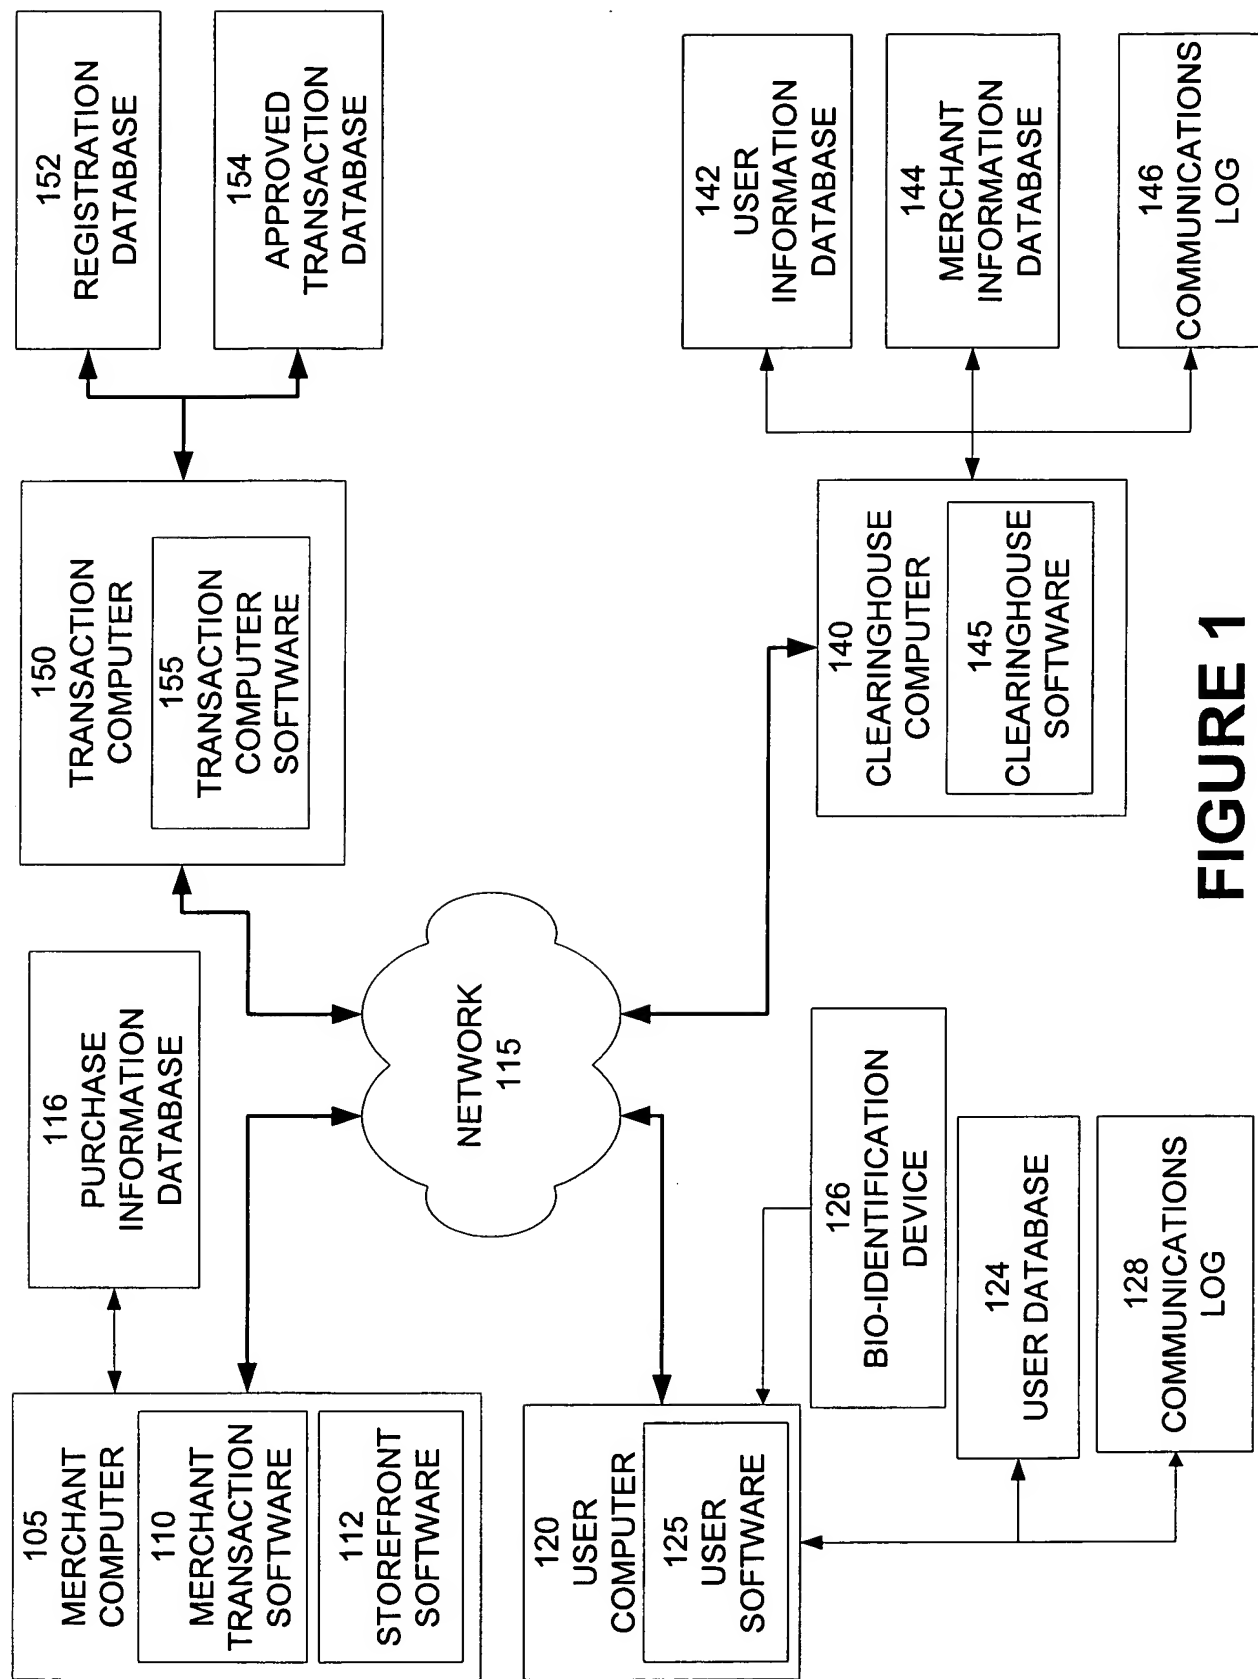 105
MERCHANT
COMPUTER
110
MERCHANT
TRANSACTION
SOFTWARE
112
STOREFRONT
SOFTWARE
116
PURCHASE
INFORMATION
DATABASE
150
TRANSACTION
COMPUTER
155
TRANSACTION
COMPUTER
SOFTWARE
152
REGISTRATION
DATABASE
154
APPROVED
TRANSACTION
DATABASE
NETWORK
115
120
USER
COMPUTER
125
USER
SOFTWARE
126
BIO-IDENTIFICATION
DEVICE
124
USER DATABASE
128
COMMUNICATIONS
LOG
140
CLEARINGHOUSE
COMPUTER
145
CLEARINGHOUSE
SOFTWARE
142
USER
INFORMATION
DATABASE
144
MERCHANT
INFORMATION
DATABASE
146
COMMUNICATIONS
LOG
FIGURE 1